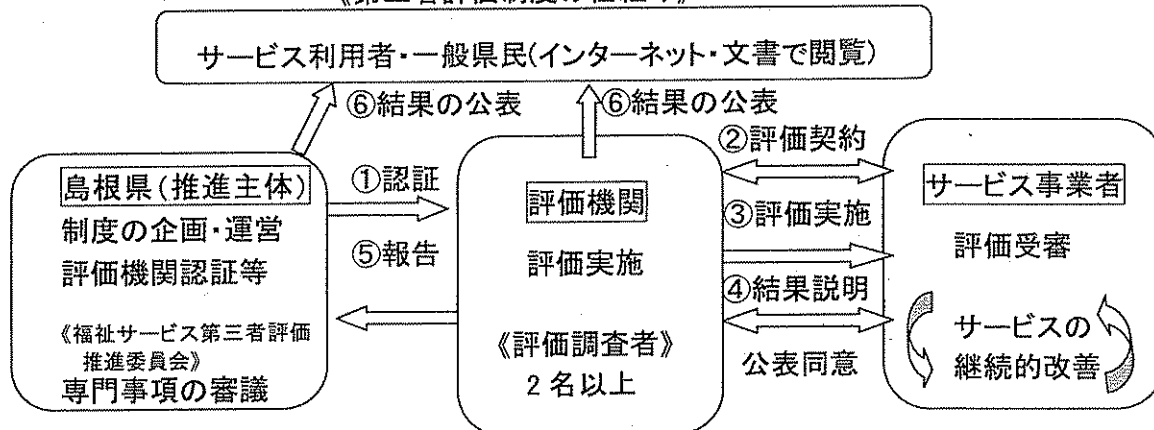 サービス利用者・一般県民(インターネット・文書で閲覧)
⑥結果の公表
⑥結果の公表
島根県(推進主体)
制度の企画・運営
評価機関認証等
《福祉サービス第三者評価
推進委員会》
専門事項の審議
①認証
⑤報告
評価機関
評価実施
《評価調査者》
2名以上
②評価契約
③評価実施
④結果説明
公表同意
サービス事業者
評価受審
サービスの
継続的改善